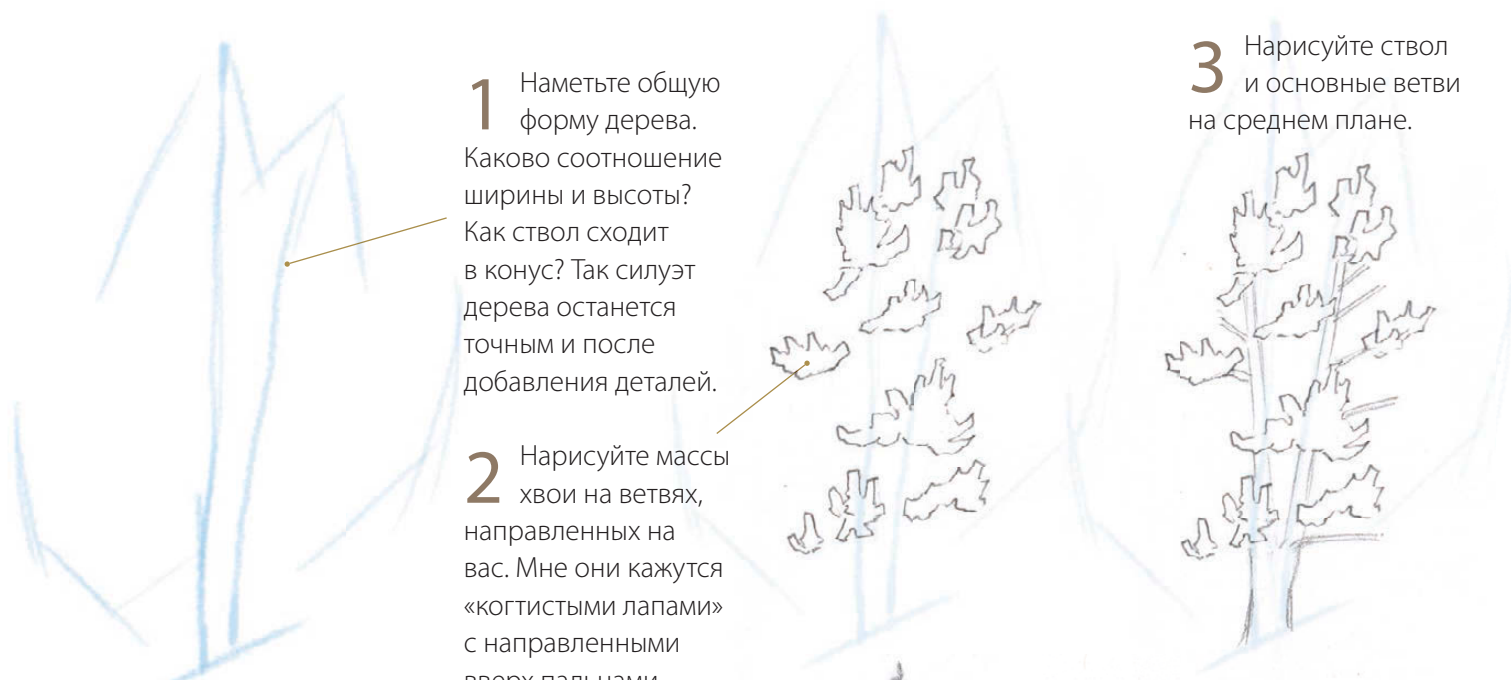 1 Наметьте общую
форму дерева.
Каково соотношение
ширины и высоты?
Как ствол сходит
в конус? Так силуэт
дерева останется
точным и после
добавления деталей.
2 Нарисуйте массы
хвои на ветвях,
направленных на
вас. Мне они кажутся
«когтистыми лапами»
с направленными
вверх пальцами
3 Нарисуйте ствол
и основные ветви
на среднем плане.